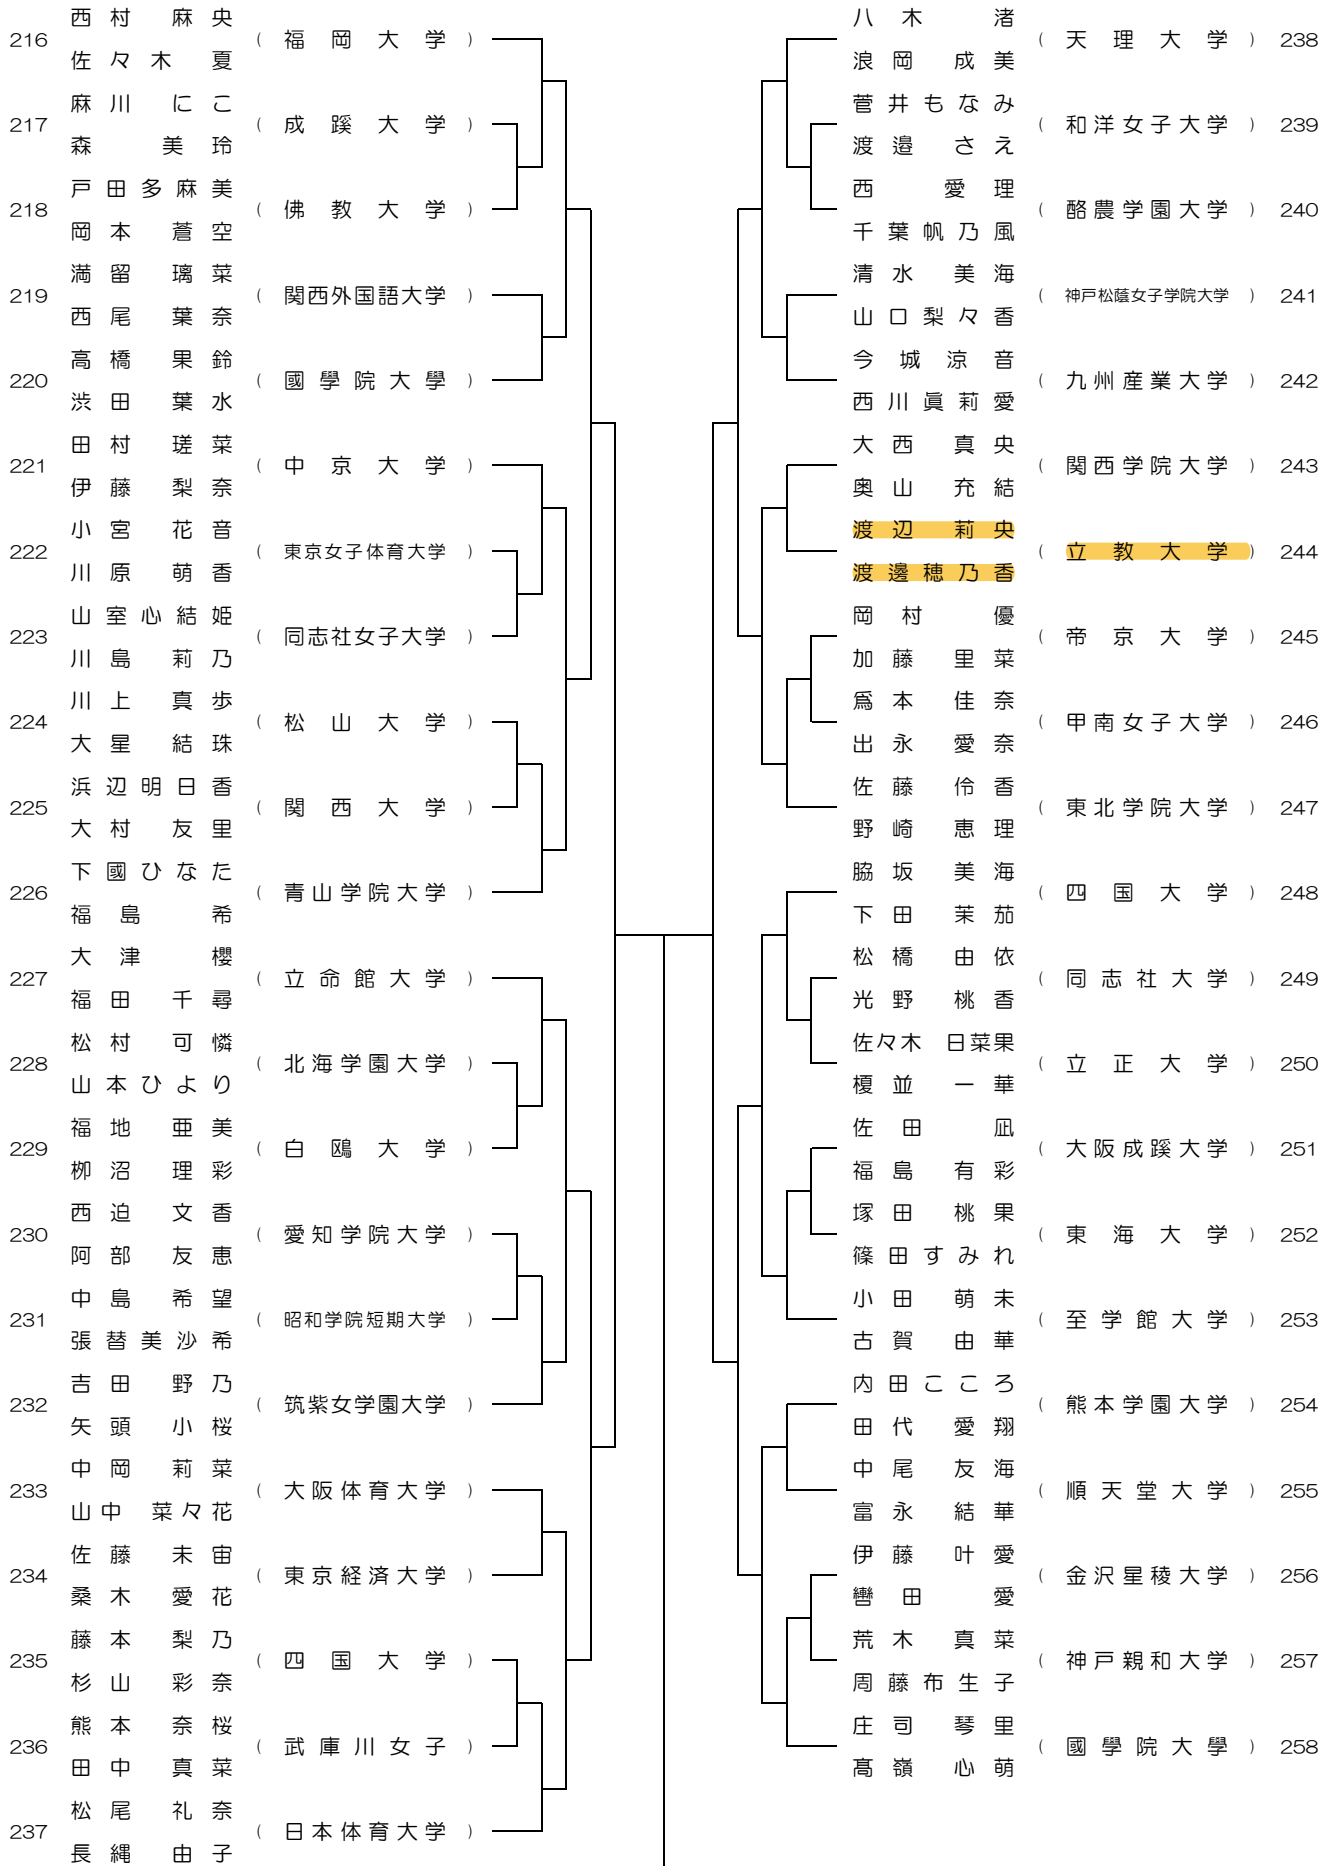 216 西村 麻央 (福岡大学)
佐々木 夏
217 麻川 にこ (成蹊大学)
森 美玲
218 戸田多麻美 (佛教大学)
岡本 蒼空
219 満留 璃菜 (関西外国語大学)
西尾 葉奈
220 高橋 果鈴 (國學院大學)
渋田 葉水
221 田村 瑳菜 (中京大学)
伊藤 梨奈
222 小宮 花音 (東京女子体育大学)
川原 萌香
223 山室心結姫 (同志社女子大学)
川島 莉乃
224 川上 真歩 (松山大学)
大星 結珠
225 浜辺明日香 (関西大学)
大村 友里
226 下國ひなた (青山学院大学)
福島 希
227 大津 櫻 (立命館大学)
福田 千尋
228 松村 可憐 (北海学園大学)
山本ひより
229 福地 亜美 (白鴎大学)
栁沼 理彩
230 西迫 文香 (愛知学院大学)
阿部 友恵
231 中島 希望 (昭和学院短期大学)
張替美沙希
232 吉田 野乃 (筑紫女学園大学)
矢頭 小桜
233 中岡 莉菜 (大阪体育大学)
山中 菜々花
234 佐藤 未宙 (東京経済大学)
桑木 愛花
235 藤本 梨乃 (四国大学)
杉山 彩奈
236 熊本 奈桜 (武庫川女子)
田中 真菜
237 松尾 礼奈 (日本体育大学)
長縄 由子
八木 渚 (天理大学) 238
浪岡 成美
菅井もなみ (和洋女子大学) 239
渡邉 さえ
西 愛理 (酪農学園大学) 240
千葉帆乃風
清水 美海 (神戸松蔭女子学院大学) 241
山口梨々香
今城涼音 (九州産業大学) 242
西川眞莉愛
大西 真央 (関西学院大学) 243
奥山 充結
渡辺 莉央 (立教大学) 244
渡邊穂乃香
岡村 優 (帝京大学) 245
加藤 里菜
爲本 佳奈 (甲南女子大学) 246
出永 愛奈
佐藤 伶香 (東北学院大学) 247
野崎 恵理
脇坂 美海 (四国大学) 248
下田 茉茄
松橋 由依 (同志社大学) 249
光野 桃香
佐々木 日菜果 (立正大学) 250
榎並 一華
佐田 凪 (大阪成蹊大学) 251
福島 有彩
塚田 桃果 (東海大学) 252
篠田すみれ
小田 萌未 (至学館大学) 253
古賀 由華
内田こころ (熊本学園大学) 254
田代 愛翔
中尾 友海 (順天堂大学) 255
富永 結華
伊藤 叶愛 (金沢星稜大学) 256
轡田 愛
荒木 真菜 (神戸親和大学) 257
周藤布生子
庄司 琴里 (國學院大學) 258
髙嶺 心萌